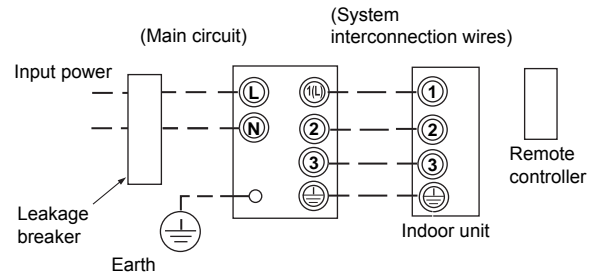 (Main circuit)
(System
interconnection wires)
Input power
L
N
1(L)
2
3
1
2
3
Remote
controller
Leakage
breaker
Earth
Indoor unit